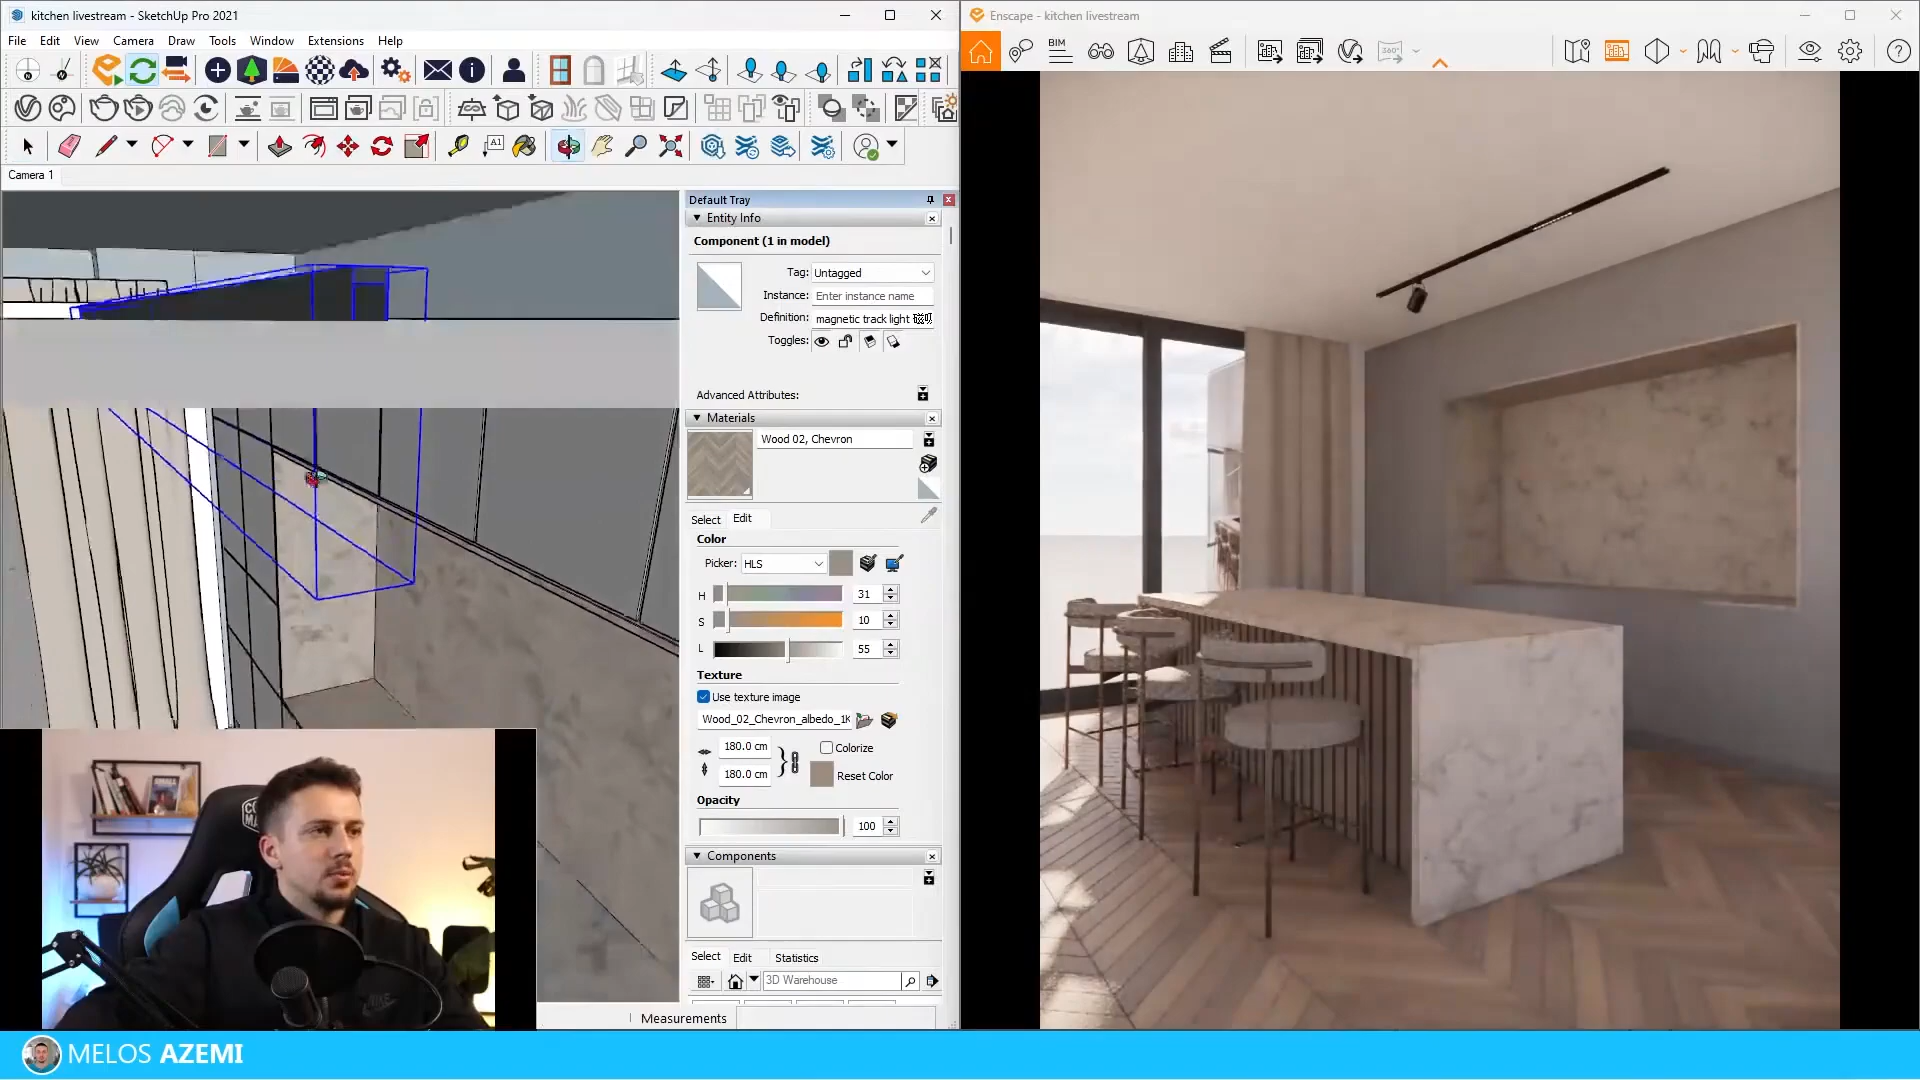 kitchen livestream - SketchUp Pro 2021
File Edit View Camera Draw Tools Window Extensions Help
Camera 1
Default Tray
Entity Info
Component (1 in model)
Tag: Untagged
Instance: Enter instance name
Definition: magnetic track light
Toggles:
Advanced Attributes:
Materials
Wood 02, Chevron
Select Edit
Color
Picker: HLS
H 31
S 10
L 55
Texture
Use texture image
Wood_02_Chevron_albedo_1K
180.0 cm
Colorize
180.0 cm
Reset Color
Opacity
100
Components
Select Edit Statistics
3D Warehouse
Measurements
Enscape - kitchen livestream
BIM
360°
A1
MELOS AZEMI